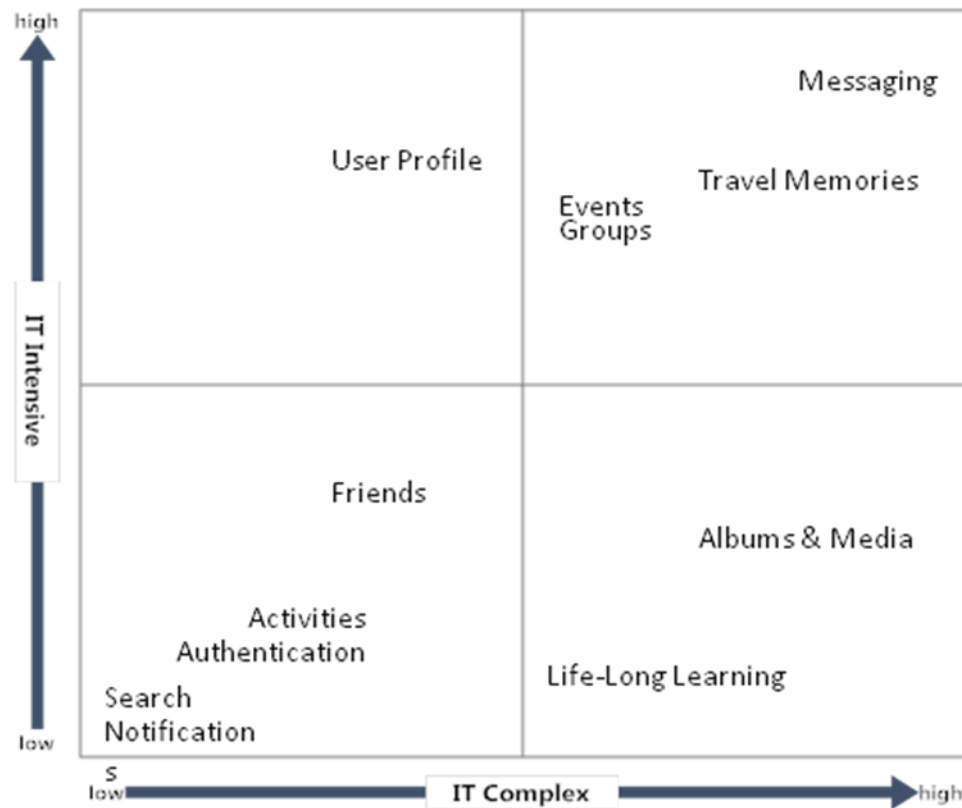 high
Messaging
User Profile
Travel Memories
Events
Groups
IT Intensive
Friends
Albums & Media
Activities
Authentication
Life-Long Learning
Search
Notification
low
s
low
IT Complex
high